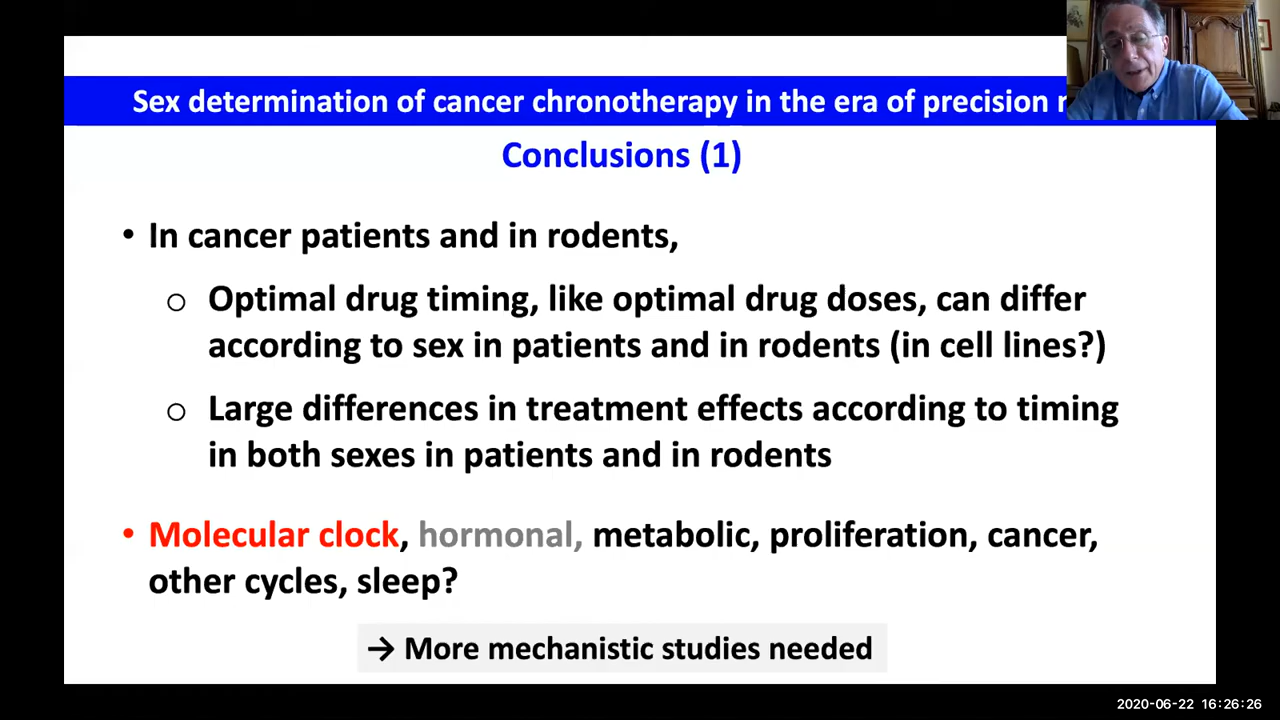 Sex determination of cancer chronotherapy in the era of precision
Conclusions (1)
• In cancer patients and in rodents,
o Optimal drug timing, like optimal drug doses, can differ
according to sex in patients and in rodents (in cell lines?)
o Large differences in treatment effects according to timing
in both sexes in patients and in rodents
• Molecular clock, hormonal, metabolic, proliferation, cancer,
other cycles, sleep?
→ More mechanistic studies needed
2020-06-22 16:26:26